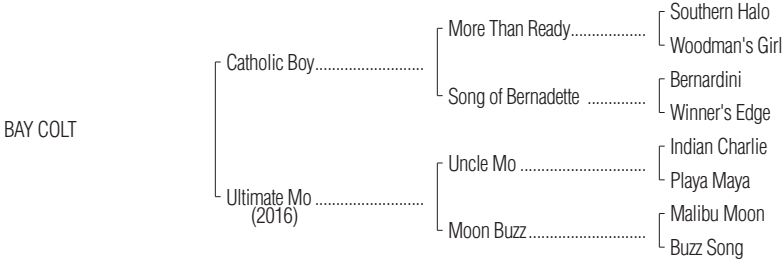 Southern Halo
More Than Ready......................
Woodman's Girl
Catholic Boy..........................
Bernardini
Song of Bernadette ..............
Winner's Edge
BAY COLT
Indian Charlie
Uncle Mo ..............................
Playa Maya
Ultimate Mo ..........................
(2016)
Malibu Moon
Moon Buzz............................
Buzz Song